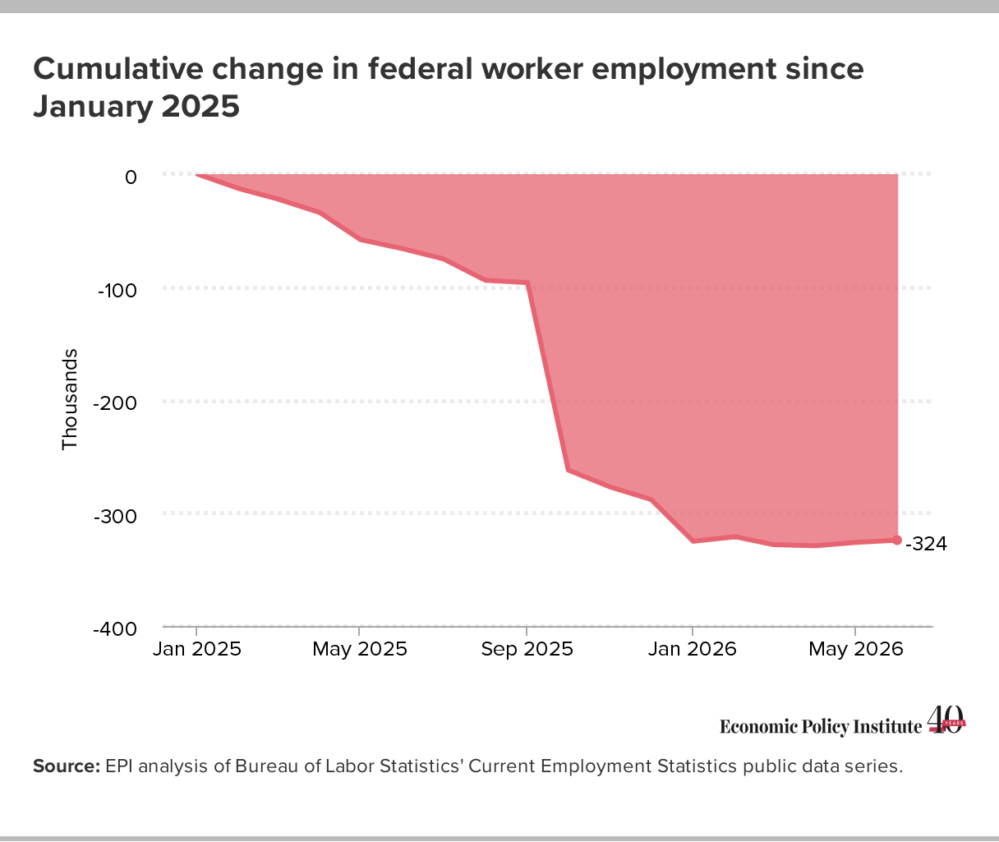 Cumulative change in federal worker employment since
January 2025
0
-100
-200
-300
-400
Thousands
-324
Jan 2025 May 2025 Sep 2025 Jan 2026 May 2026
Economic Policy Institute 40 YEARS
Source: EPI analysis of Bureau of Labor Statistics' Current Employment Statistics public data series.